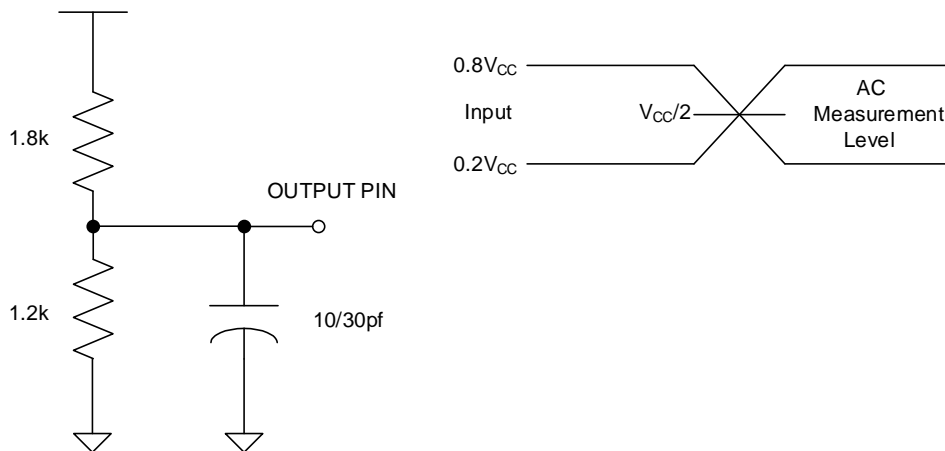 1.8k
1.2k
OUTPUT PIN
10/30pf
0.8VCC
Input
0.2VCC
VCC/2
AC
Measurement
Level